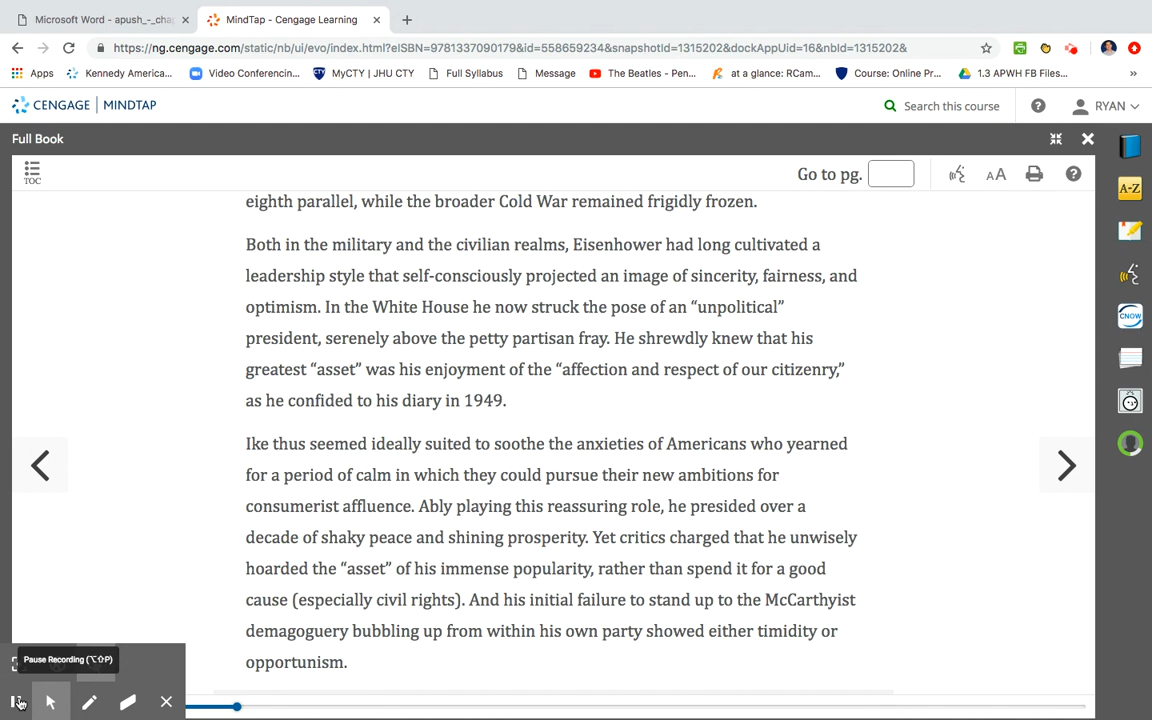 Microsoft Word - apush_-_cha
MindTap - Cengage Learning
https://ng.cengage.com/static/nb/ui/evo/index.html?eISBN=9781337090179&id=558659234&snapshotId=1315202&dockAppUid=16&nbId=1315202&
Apps
Kennedy America...
Video Conferencin...
CTY
MyCTY | JHU CTY
Full Syllabus
Message
The Beatles - Pen...
at a glance: RCam...
Course: Online Pr...
1.3 APWH FB Files...
»
CENGAGE | MINDTAP
Search this course
RYAN
Full Book
TOC
Go to pg.
AA
A-Z
CNOW
eighth parallel, while the broader Cold War remained frigidly frozen.
Both in the military and the civilian realms, Eisenhower had long cultivated a
leadership style that self-consciously projected an image of sincerity, fairness, and
optimism. In the White House he now struck the pose of an “unpolitical”
president, serenely above the petty partisan fray. He shrewdly knew that his
greatest “asset” was his enjoyment of the “affection and respect of our citizenry,”
as he confided to his diary in 1949.
Ike thus seemed ideally suited to soothe the anxieties of Americans who yearned
for a period of calm in which they could pursue their new ambitions for
consumerist affluence. Ably playing this reassuring role, he presided over a
decade of shaky peace and shining prosperity. Yet critics charged that he unwisely
hoarded the “asset” of his immense popularity, rather than spend it for a good
cause (especially civil rights). And his initial failure to stand up to the McCarthyist
demagoguery bubbling up from within his own party showed either timidity or
opportunism.
Pause Recording (⌥⇧P)